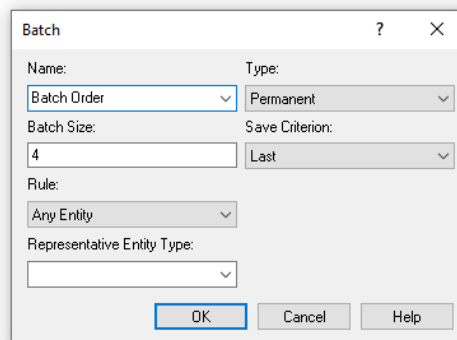 Batch ?
Name: Type:
Batch Order Permanent
Batch Size: Save Criterion:
4 Last
Rule:
Any Entity
Representative Entity Type:
OK Cancel Help